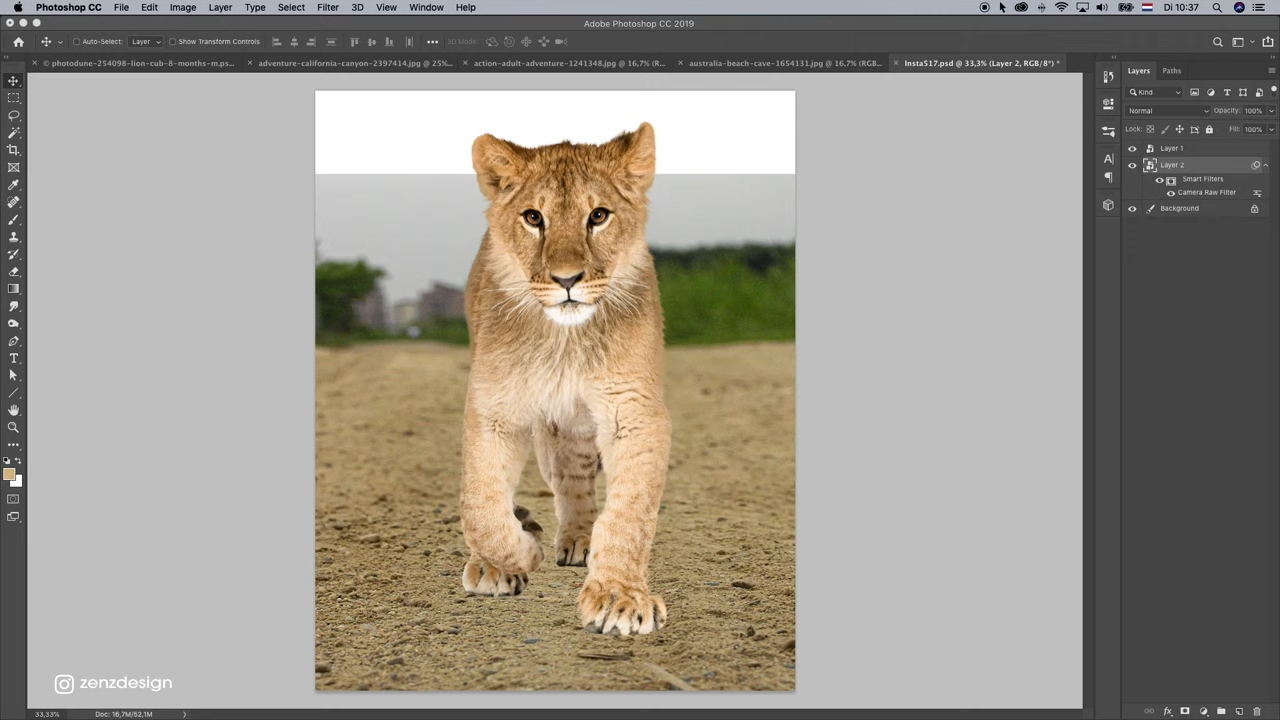 Photoshop CC File Edit Image Layer Type Select Filter 3D View Window Help Di 10:37
Adobe Photoshop CC 2019
Auto-Select: Layer Show Transform Controls 3D Mode:
© photodune-254098-lion-cub-8-months-m.ps... adventure-california-canyon-2397414.jpg @ 25%... action-adult-adventure-1241348.jpg @ 16,7% (R... australia-beach-cave-1654131.jpg @ 16,7% (RGB... Insta517.psd @ 33,3% (Layer 2, RGB/8*) *
Layers Paths
Kind
Normal Opacity: 100%
Lock: Fill: 100%
Layer 1
Layer 2
Smart Filters
Camera Raw Filter
Background
zenzdesign
33,33% Doc: 16,7M/52,1M